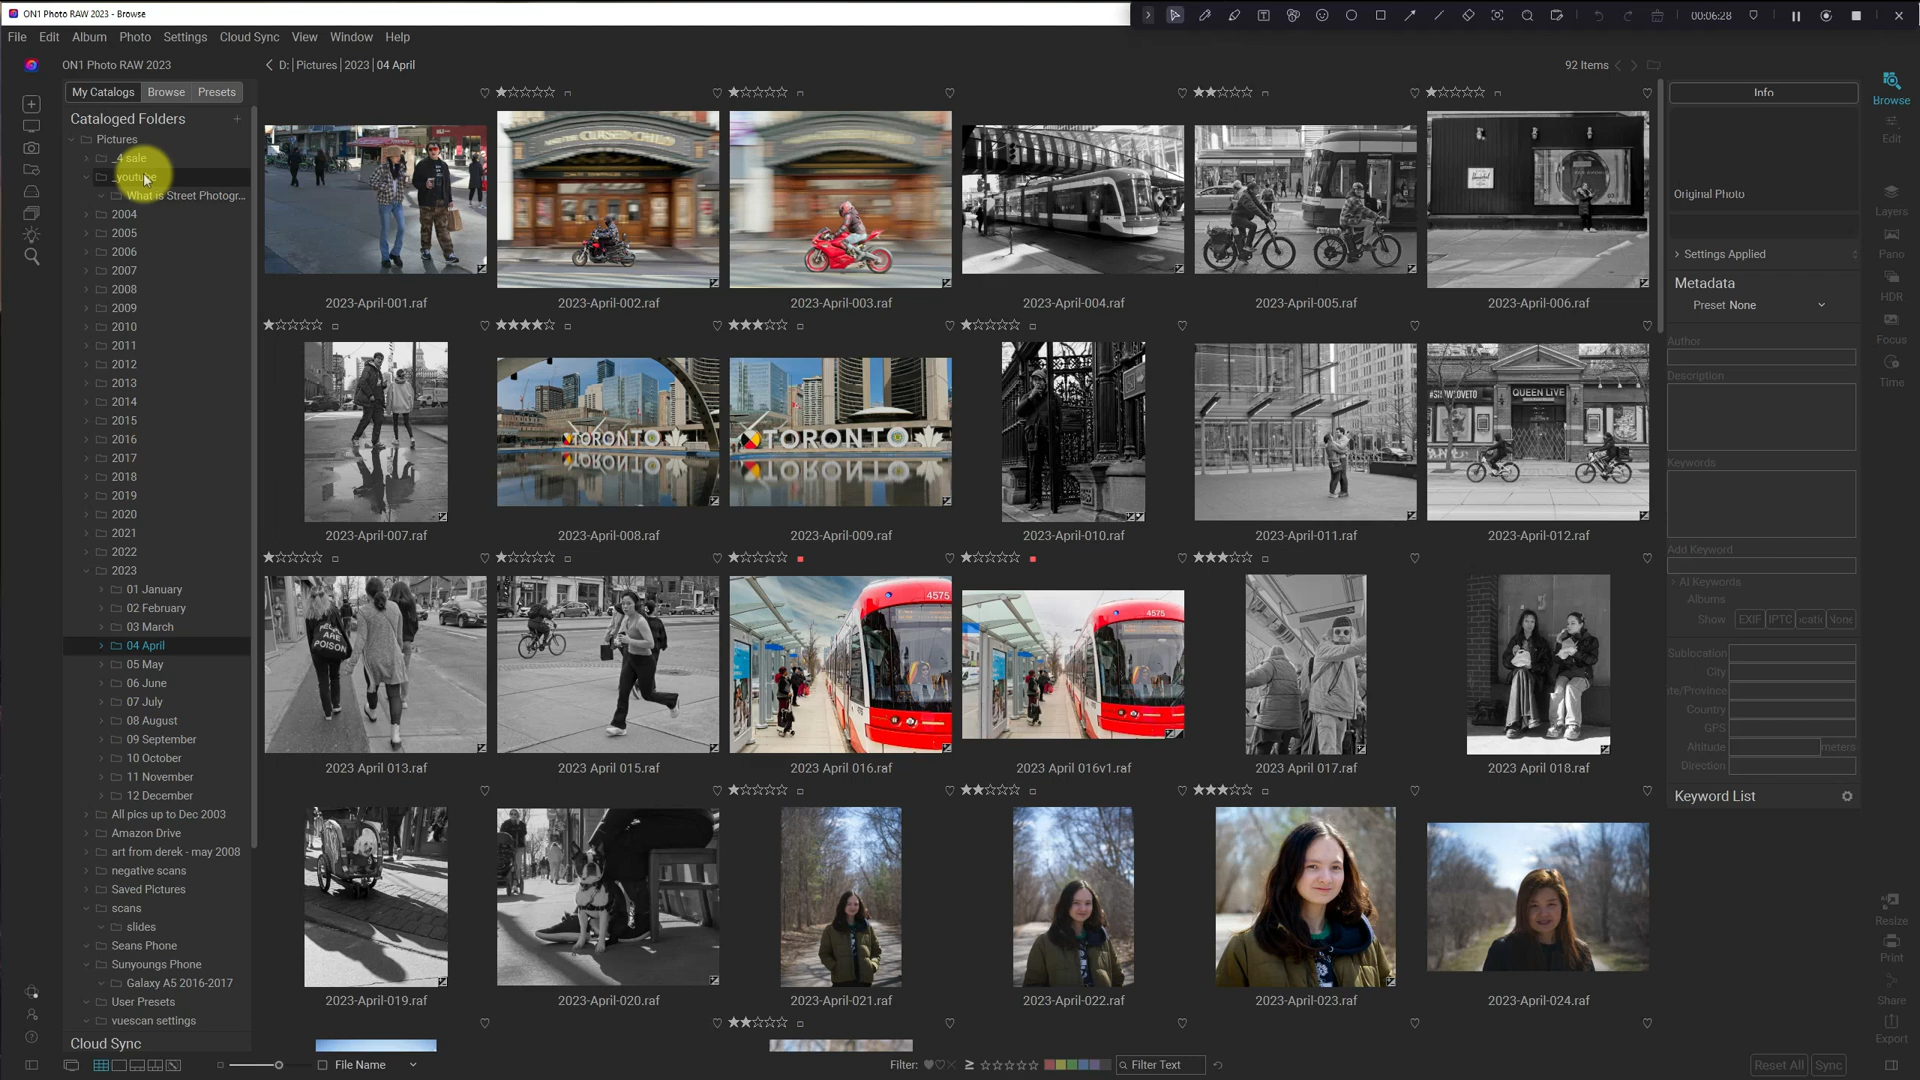 ON1 Photo RAW 2023 - Browse
00:06:28
File Edit Album Photo Settings Cloud Sync View Window Help
ON1 Photo RAW 2023
D: Pictures 2023 04 April
92 Items
My Catalogs Browse Presets
Info
Browse
Cataloged Folders
Edit
Pictures
_4 sale
_youtube
What is Street Photogr...
Original Photo
2004
Layers
2005
2006
Settings Applied
Pano
2007
Metadata
2008
HDR
2023-April-001.raf
2023-April-002.raf
2023-April-003.raf
2023-April-004.raf
2023-April-005.raf
2023-April-006.raf
Preset None
2009
2010
Focus
Author
2011
2012
Description
2013
Time
2014
#SHOWLOVETO
QUEEN LIVE
2015
2016
TORONTO
TORONTO
2017
Keywords
2018
2019
2020
2021
2023-April-007.raf
2023-April-008.raf
2023-April-009.raf
2023-April-010.raf
2023-April-011.raf
2023-April-012.raf
2022
Add Keyword
2023
AI Keywords
01 January
4575
4575
Albums
02 February
Show EXIF IPTC ocatic None
03 March
ARE
POISON
04 April
Sublocation
05 May
City
06 June
ate/Province
07 July
Country
08 August
GPS
09 September
Altitude
meters
10 October
Direction
2023 April 013.raf
2023 April 015.raf
2023 April 016.raf
2023 April 016v1.raf
2023 April 017.raf
2023 April 018.raf
11 November
12 December
Keyword List
All pics up to Dec 2003
Amazon Drive
art from derek - may 2008
negative scans
Saved Pictures
scans
Resize
slides
Seans Phone
Print
Sunyoungs Phone
Galaxy A5 2016-2017
2023-April-019.raf
2023-April-020.raf
2023-April-021.raf
2023-April-022.raf
2023-April-023.raf
2023-April-024.raf
Share
User Presets
vuescan settings
Export
Cloud Sync
File Name
Filter:
Filter Text
Reset All Sync